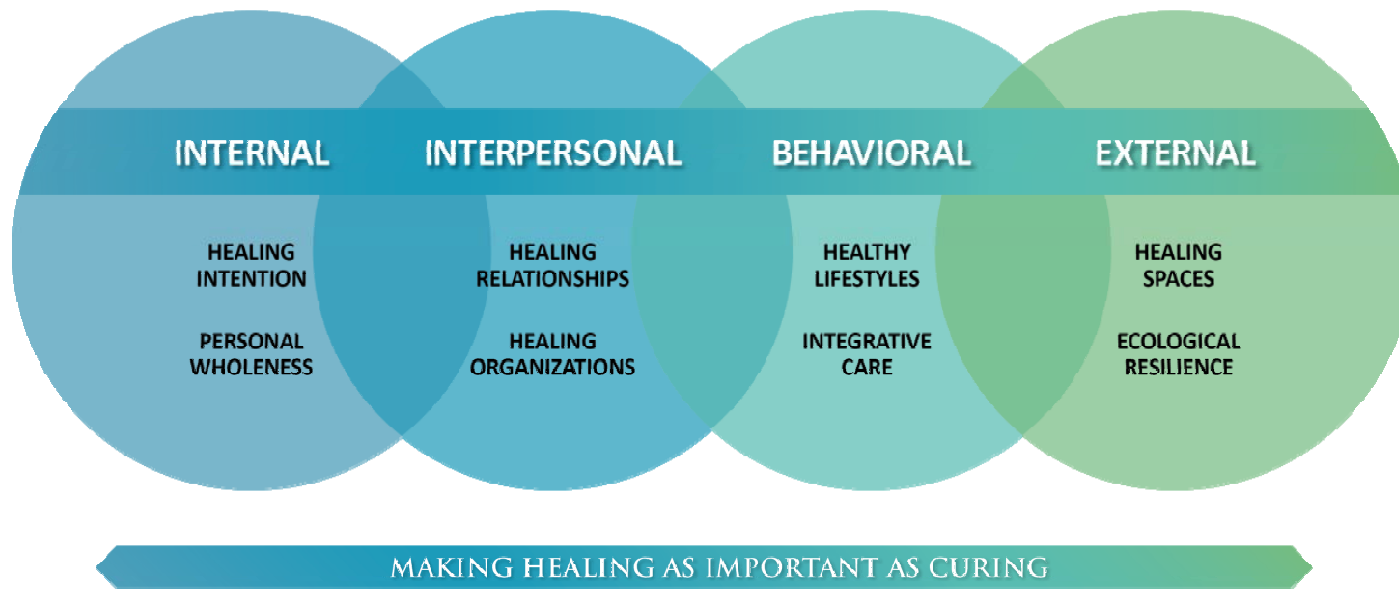 INTERNAL
INTERPERSONAL
BEHAVIORAL
EXTERNAL
HEALING
INTENTION
PERSONAL
WHOLENESS
HEALING
RELATIONSHIPS
HEALING
ORGANIZATIONS
HEALTHY
LIFESTYLES
INTEGRATIVE
CARE
HEALING
SPACES
ECOLOGICAL
RESILIENCE
MAKING HEALING AS IMPORTANT AS CURING